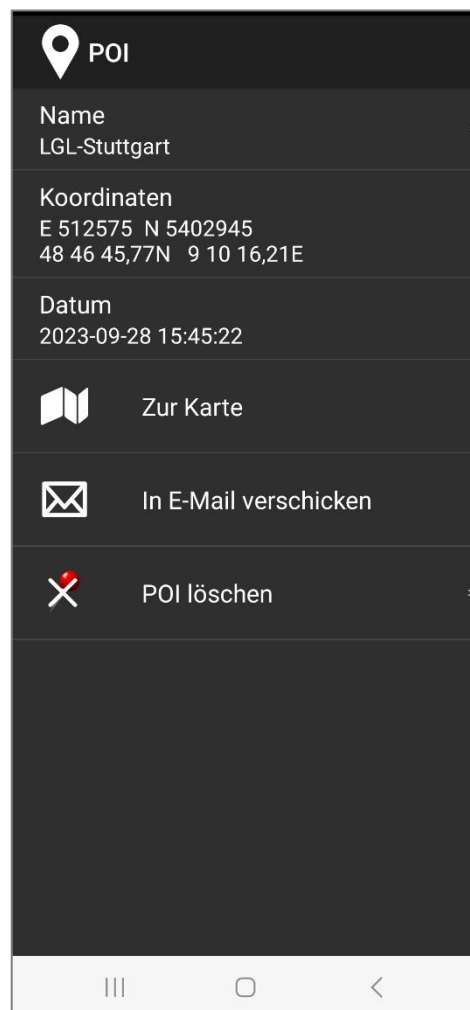 POI
Name
LGL-Stuttgart
Koordinaten
E 512575 N 5402945
48 46 45,77N 9 10 16,21E
Datum
2023-09-28 15:45:22
Zur Karte
In E-Mail verschicken
POI löschen